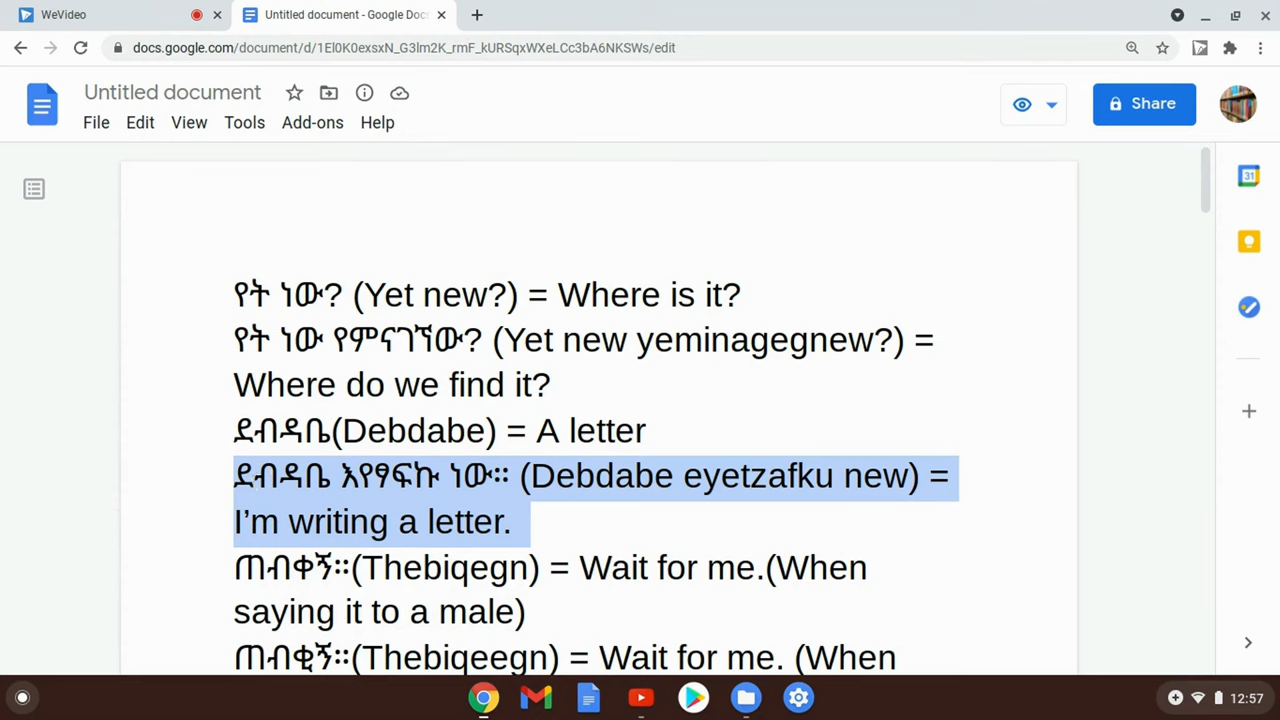 WeVideo
Untitled document - Google Docs
docs.google.com/document/d/1El0K0exsxN_G3lm2K_rmF_kURSqxWXeLCc3bA6NKSWs/edit
Untitled document
File Edit View Tools Add-ons Help
Share
31
የት ነው? (Yet new?) = Where is it?
የት ነው የምናገኘው? (Yet new yeminagegnew?) =
Where do we find it?
ደብዳቤ(Debdabe) = A letter
ደብዳቤ እየፃፍኩ ነው። (Debdabe eyetzafku new) =
I’m writing a letter.
ጠብቀኝ።(Thebiqegn) = Wait for me.(When
saying it to a male)
ጠብቂኝ።(Thebiqeegn) = Wait for me. (When
12:57